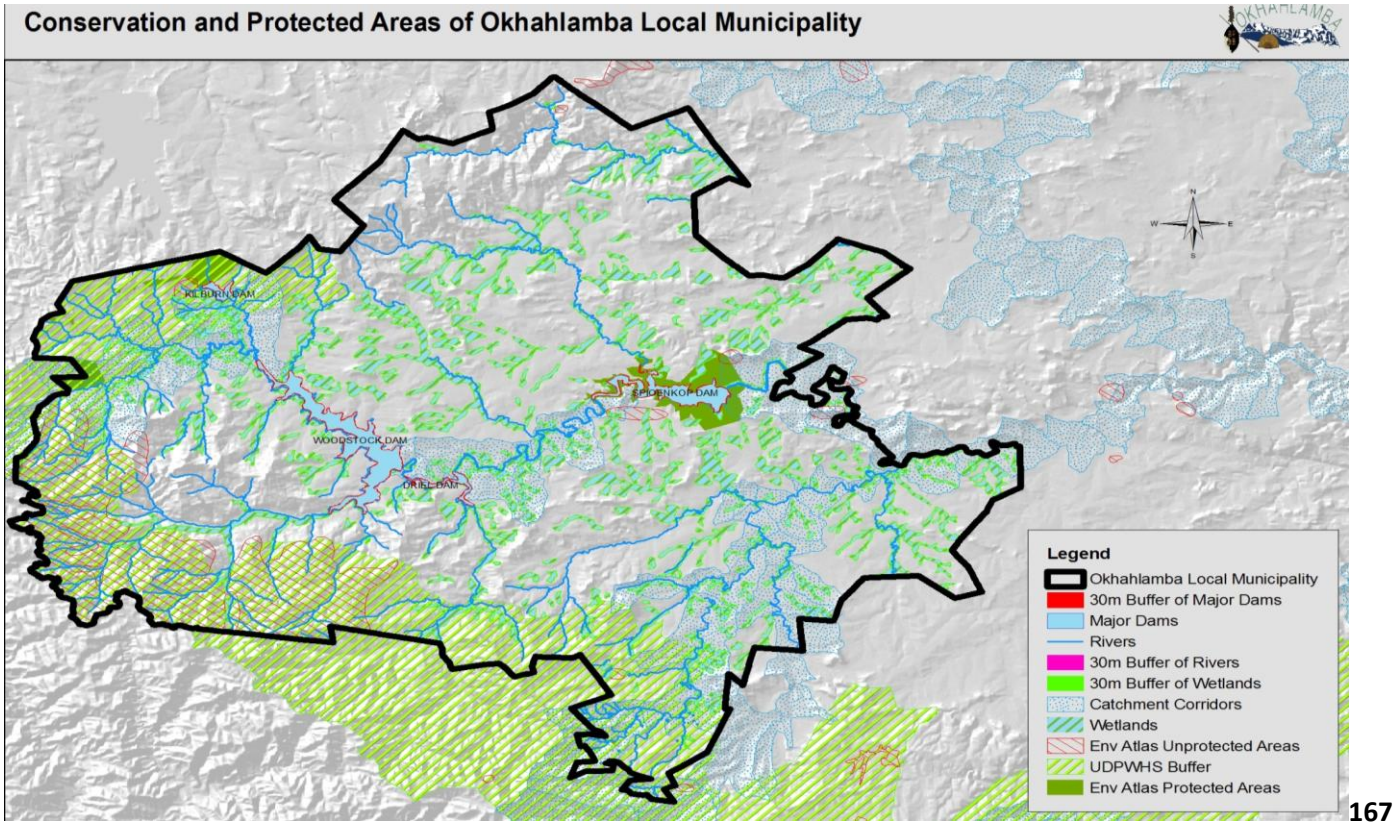 Conservation and Protected Areas of Okhahlamba Local Municipality
OKHAHLAMBA
N
W E
S
KILBURN DAM
SPIOENKOP DAM
WOODSTOCK DAM
DRIEL DAM
Legend
Okhahlamba Local Municipality
30m Buffer of Major Dams
Major Dams
Rivers
30m Buffer of Rivers
30m Buffer of Wetlands
Catchment Corridors
Wetlands
Env Atlas Unprotected Areas
UDPWHS Buffer
Env Atlas Protected Areas
167